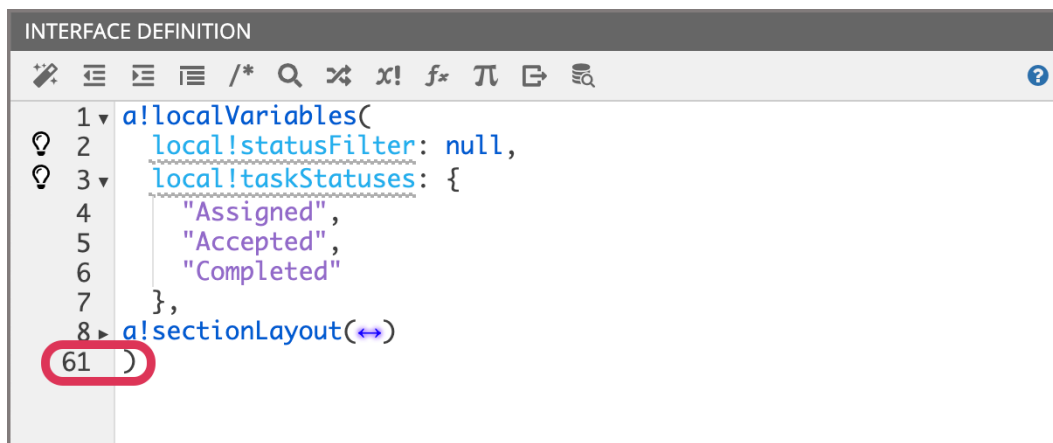 INTERFACE DEFINITION
/* x! fx π ?
1 a!localVariables(
2 local!statusFilter: null,
3 local!taskStatuses: {
4 "Assigned",
5 "Accepted",
6 "Completed"
7 },
8 a!sectionLayout(↔)
61 )